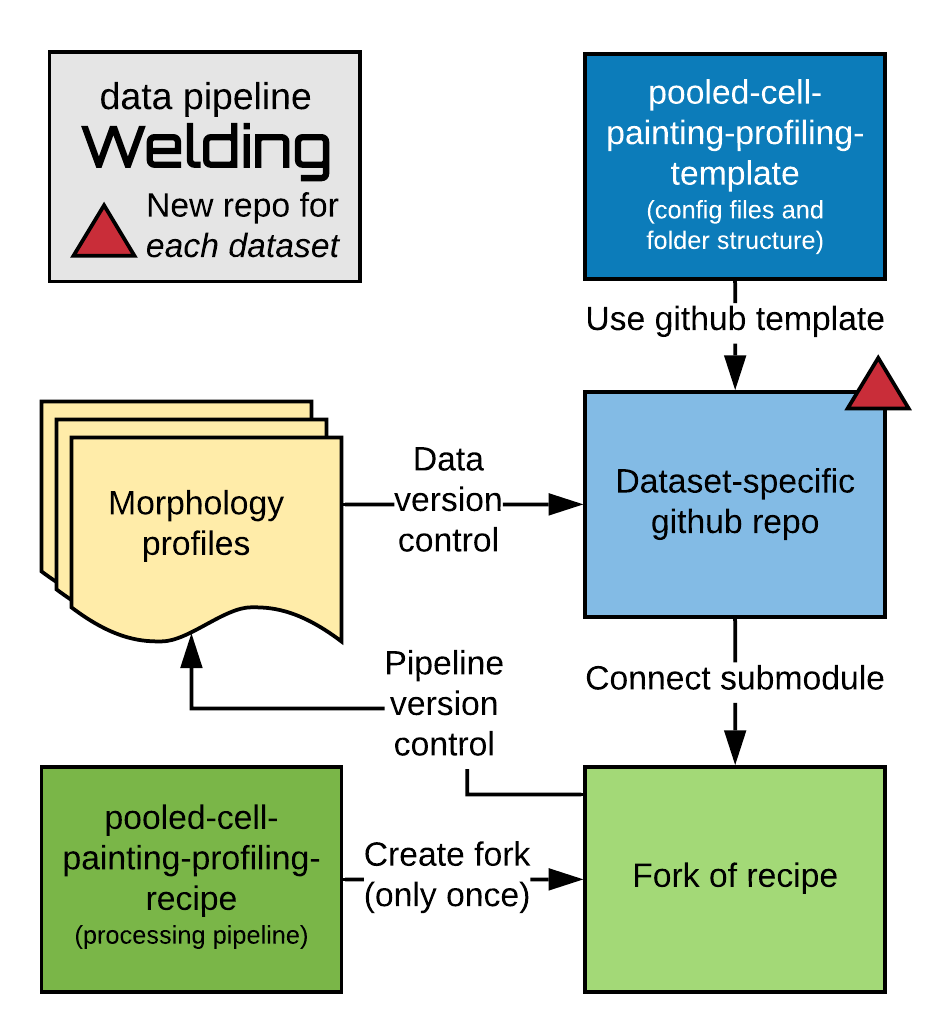 data pipeline
Welding
New repo for
each dataset
pooled-cell-
painting-profiling-
template
(config files and
folder structure)
Use github template
Dataset-specific
github repo
Morphology
profiles
Data
version
control
Connect submodule
Pipeline
version
control
pooled-cell-
painting-profiling-
recipe
(processing pipeline)
Create fork
(only once)
Fork of recipe